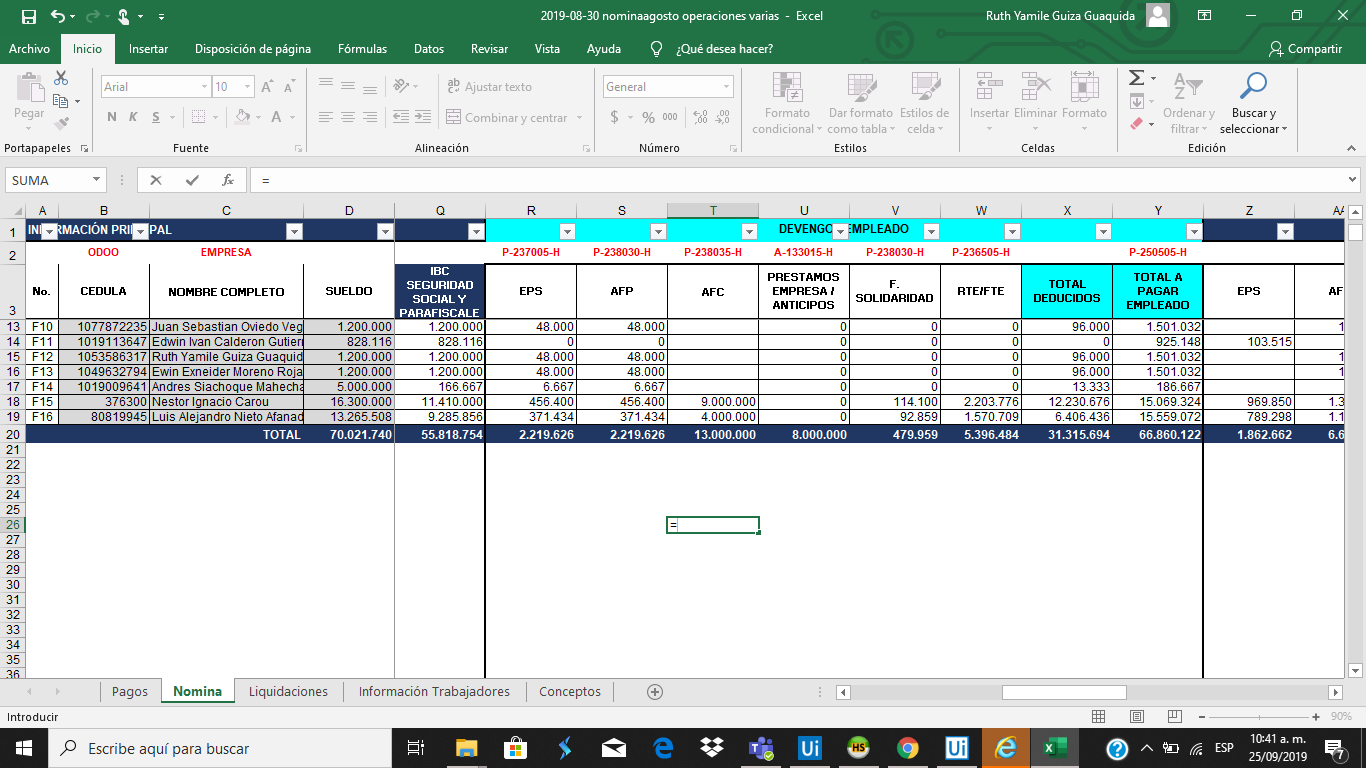 2019-08-30 nominaagosto operaciones varias - Excel
Ruth Yamile Guiza Guaquida
Archivo Inicio Insertar Disposición de página Fórmulas Datos Revisar Vista Ayuda ¿Qué desea hacer? Compartir
Pegar
Arial 10
N K S
Ajustar texto
Combinar y centrar
General
$ % 000
Formato condicional
Dar formato como tabla
Estilos de celda
Insertar Eliminar Formato
Ordenar y filtrar
Buscar y seleccionar
Portapapeles Fuente Alineación Número Estilos Celdas Edición
SUMA fx =
A B C D Q R S T U V W X Y Z AA
1 PAL DEVENGO EMPLEADO
2 ODOO EMPRESA P-237005-H P-238030-H P-238035-H A-133015-H P-238030-H P-236505-H P-250505-H
3 No. CEDULA NOMBRE COMPLETO SUELDO IBC SEGURIDAD SOCIAL Y PARAFISCALE EPS AFP AFC PRESTAMOS EMPRESA / ANTICIPOS F. SOLIDARIDAD RTE/FTE TOTAL DEDUCIDOS TOTAL A PAGAR EMPLEADO EPS AF
13 F10 1077872235 Juan Sebastian Oviedo Veg 1.200.000 1.200.000 48.000 48.000 0 0 0 96.000 1.501.032 1
14 F11 1019113647 Edwin Ivan Calderon Gutier 828.116 828.116 0 0 0 0 0 0 925.148 103.515
15 F12 1053586317 Ruth Yamile Guiza Guaquid 1.200.000 1.200.000 48.000 48.000 0 0 0 96.000 1.501.032 1
16 F13 1049632794 Ewin Exneider Moreno Roja 1.200.000 1.200.000 48.000 48.000 0 0 0 96.000 1.501.032 1
17 F14 1019009641 Andres Siachoque Mahecha 5.000.000 166.667 6.667 6.667 0 0 0 13.333 186.667
18 F15 376300 Nestor Ignacio Carou 16.300.000 11.410.000 456.400 456.400 9.000.000 0 114.100 2.203.776 12.230.676 15.069.324 969.850 1.3
19 F16 80819945 Luis Alejandro Nieto Afanad 13.265.508 9.285.856 371.434 371.434 4.000.000 0 92.859 1.570.709 6.406.436 15.559.072 789.298 1.1
20 TOTAL 70.021.740 55.818.754 2.219.626 2.219.626 13.000.000 8.000.000 479.959 5.396.484 31.315.694 66.860.122 1.862.662 6.6
21
22
23
24
25
26 =
27
28
29
30
31
32
33
34
35
36
Pagos Nomina Liquidaciones Información Trabajadores Conceptos
Introducir 90%
Escribe aquí para buscar
ESP
10:41 a. m.
25/09/2019
7